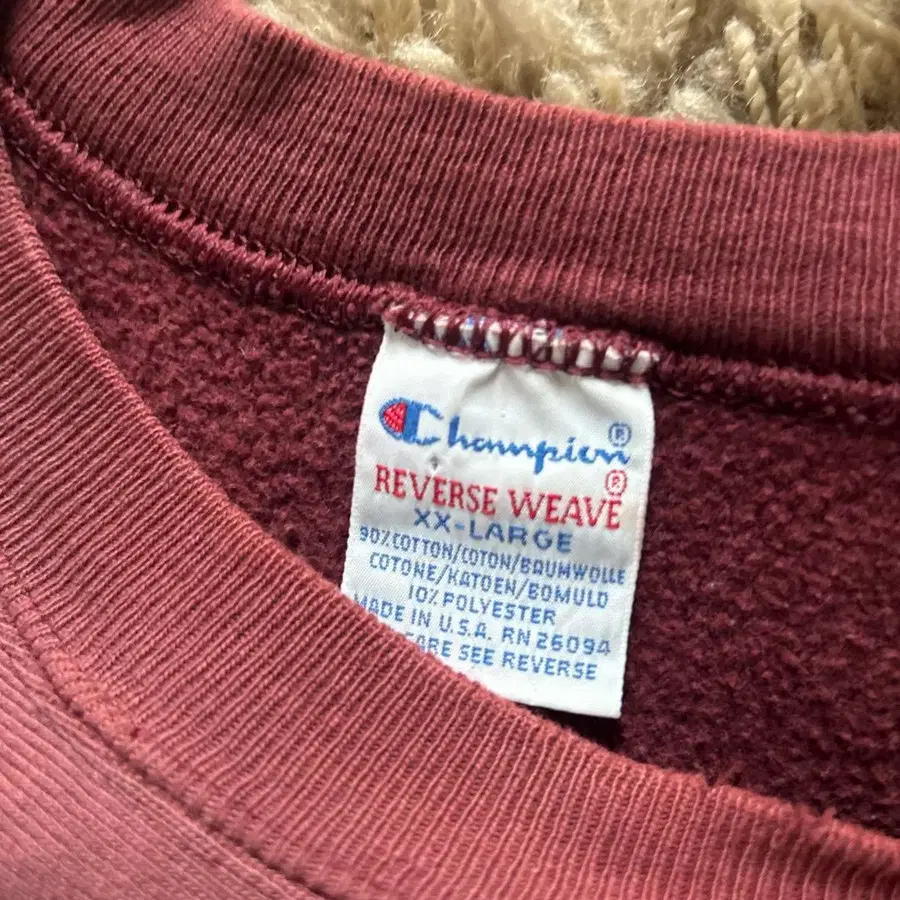 Champion®
REVERSE WEAVE®
XX-LARGE
90% COTTON/COTON/BAUMWOLLE
COTONE/KATOEN/BOMULD
10% POLYESTER
MADE IN U.S.A. RN 26094
CARE SEE REVERSE